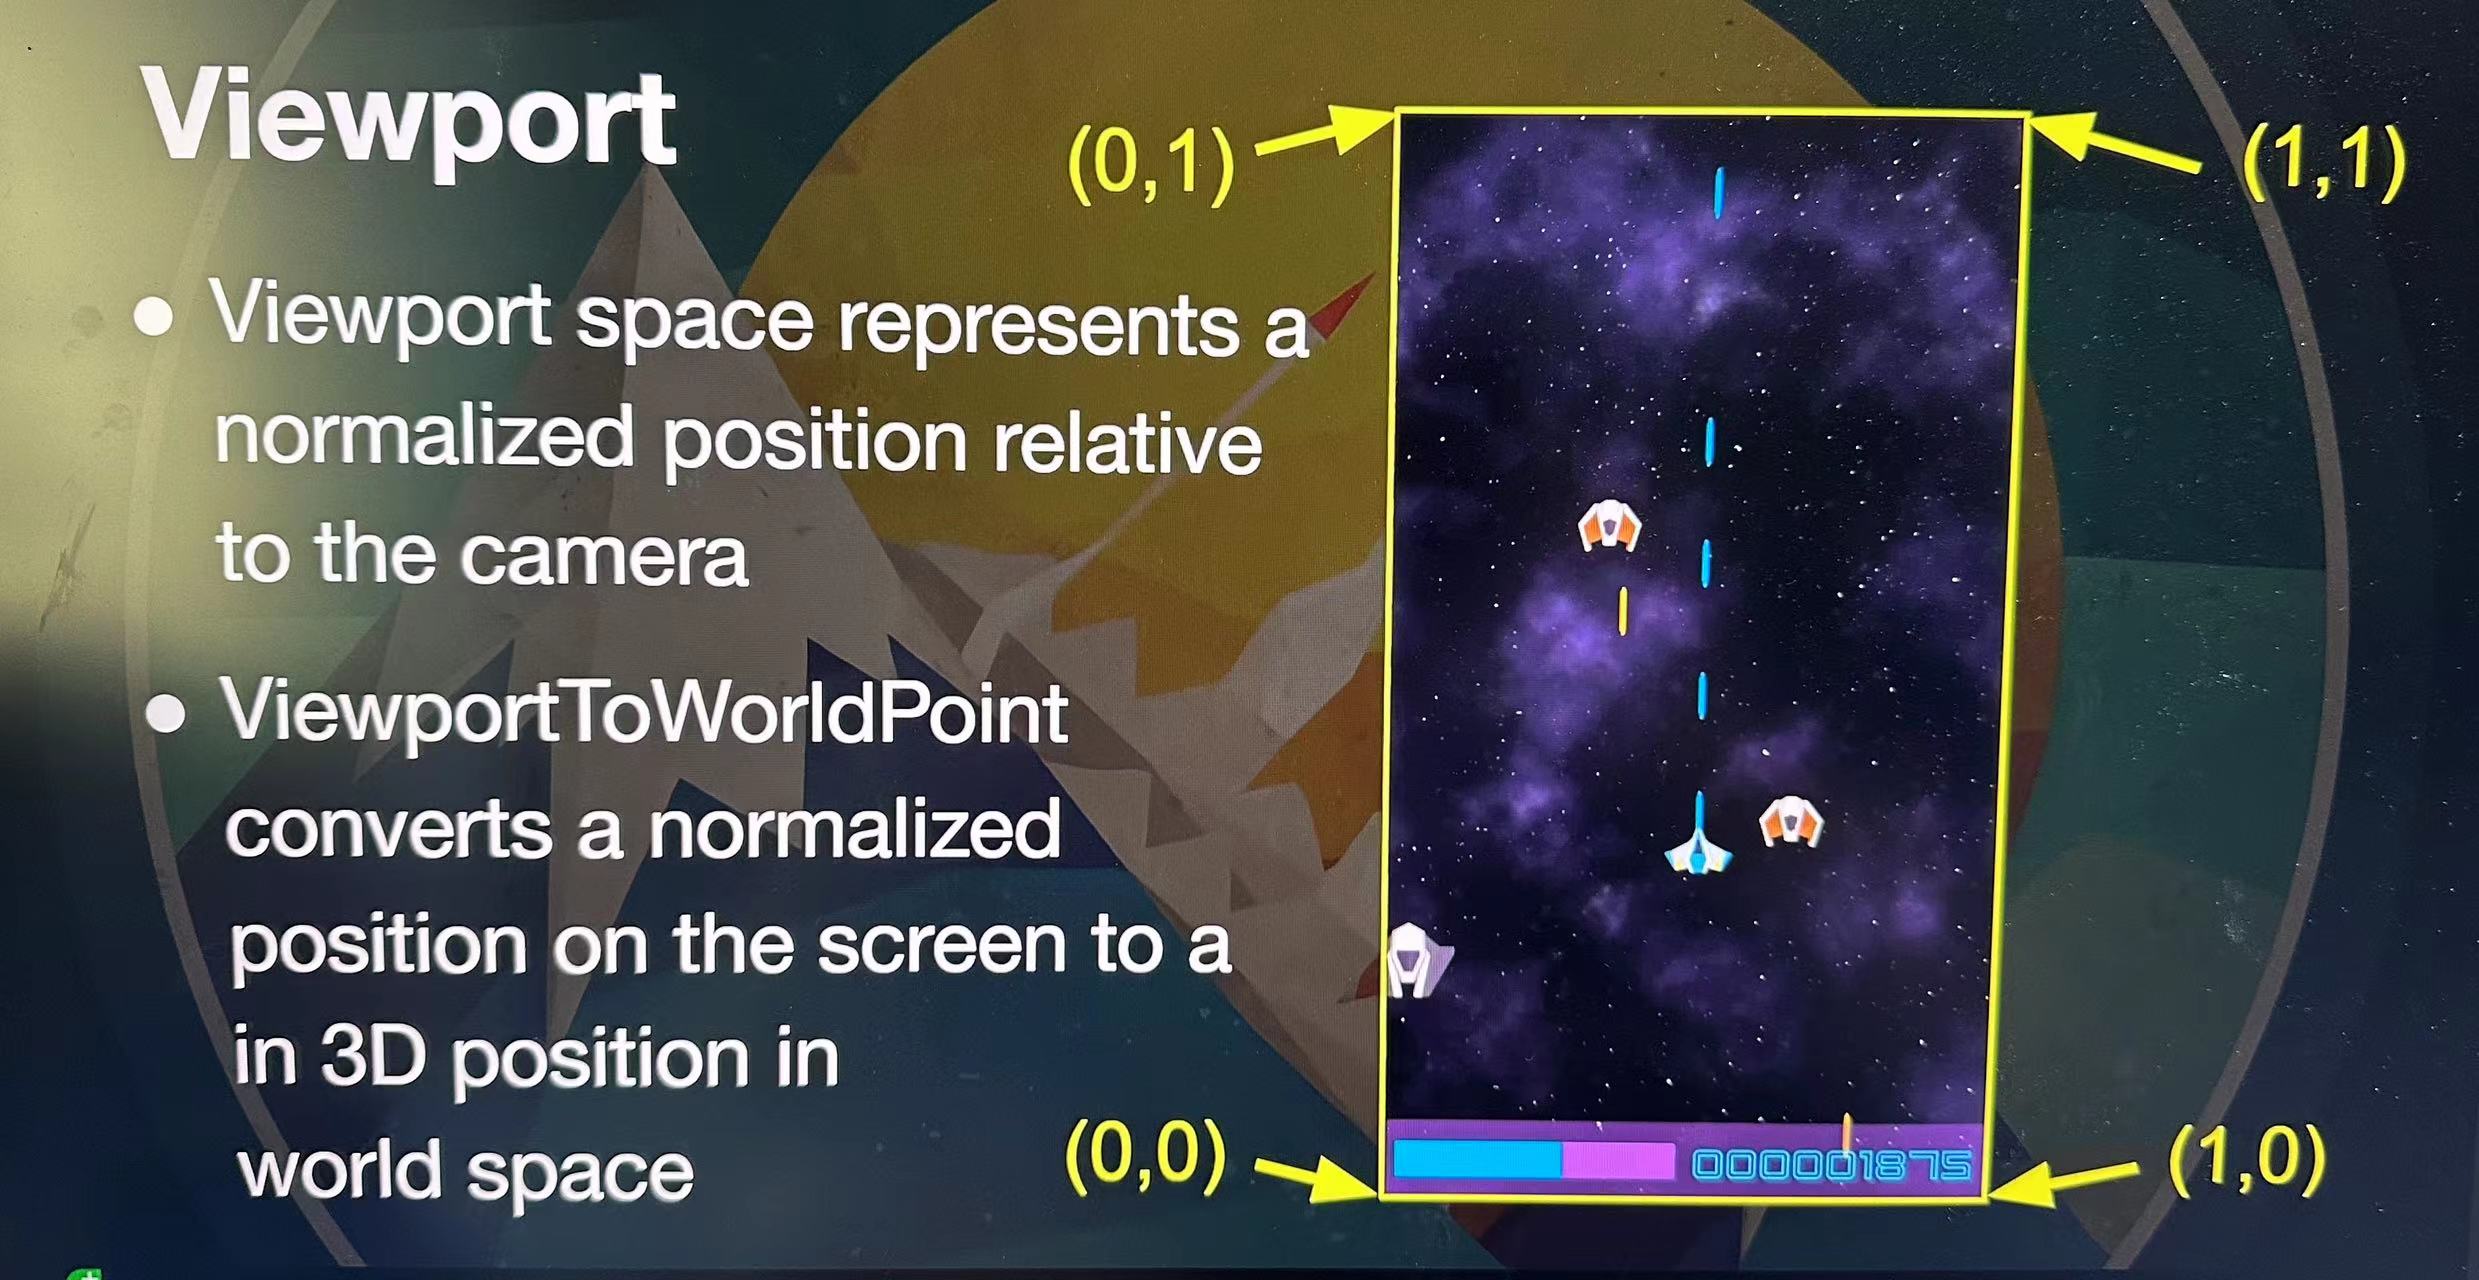 Viewport
(0,1)
(1,1)
• Viewport space represents a
normalized position relative
to the camera
• ViewportToWorldPoint
converts a normalized
position on the screen to a
in 3D position in
world space
(0,0)
(1,0)
000001875